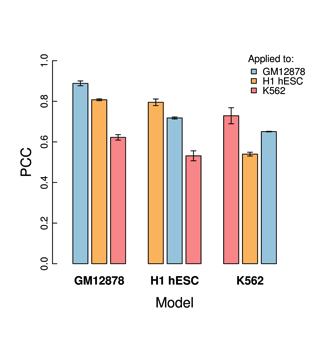 Applied to:
GM12878
H1 hESC
K562
1.0
0.8
0.6
0.4
0.2
0.0
PCC
GM12878 H1 hESC K562
Model